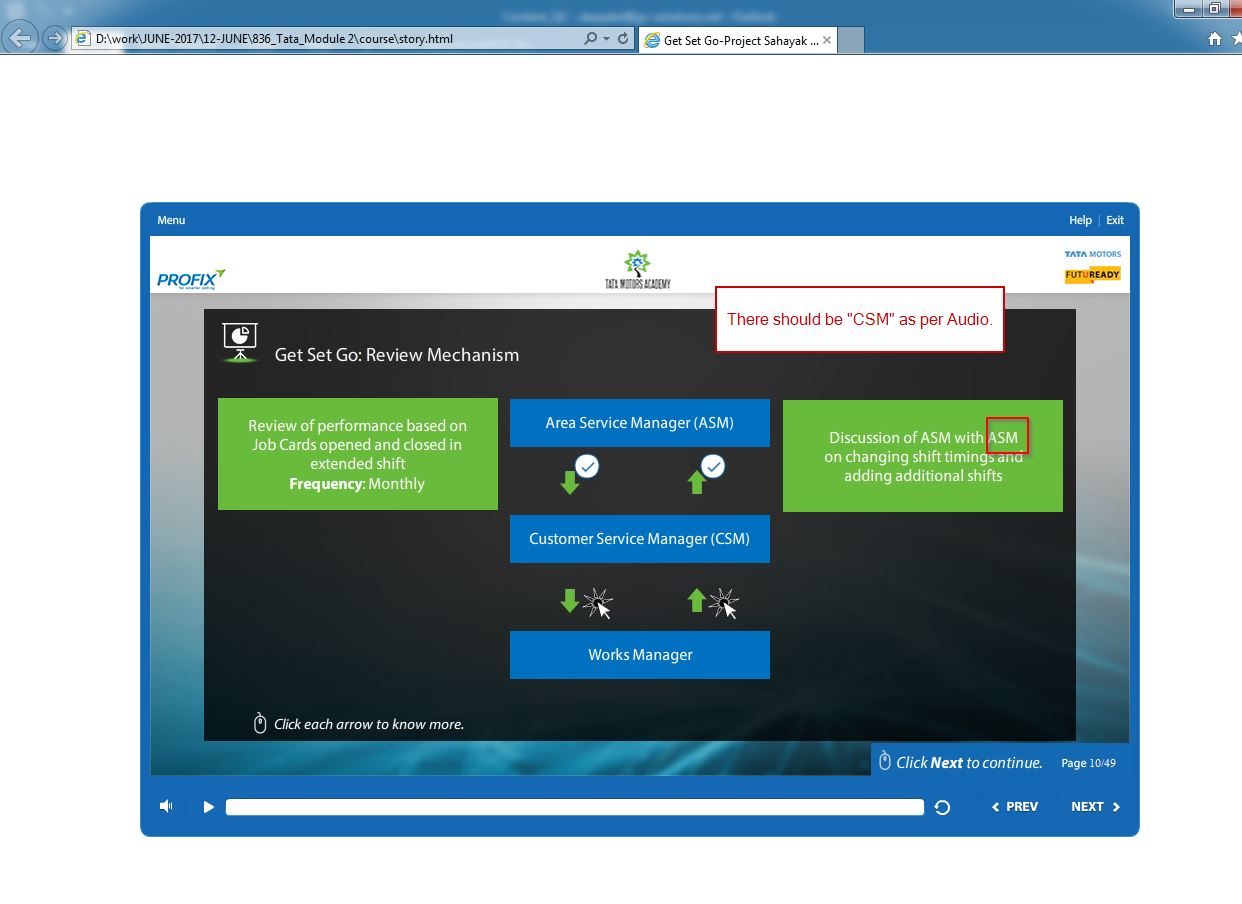 D:\work\JUNE-2017\12-JUNE\836_Tata_Module 2\course\story.html
Get Set Go-Project Sahayak ...
Menu
Help | Exit
PROFIX
TATA MOTORS ACADEMY
TATA MOTORS
FUTUREADY
There should be "CSM" as per Audio.
Get Set Go: Review Mechanism
Review of performance based on
Job Cards opened and closed in
extended shift
Frequency: Monthly
Area Service Manager (ASM)
Discussion of ASM with ASM
on changing shift timings and
adding additional shifts
Customer Service Manager (CSM)
Works Manager
Click each arrow to know more.
Click Next to continue.
Page 10/49
PREV
NEXT